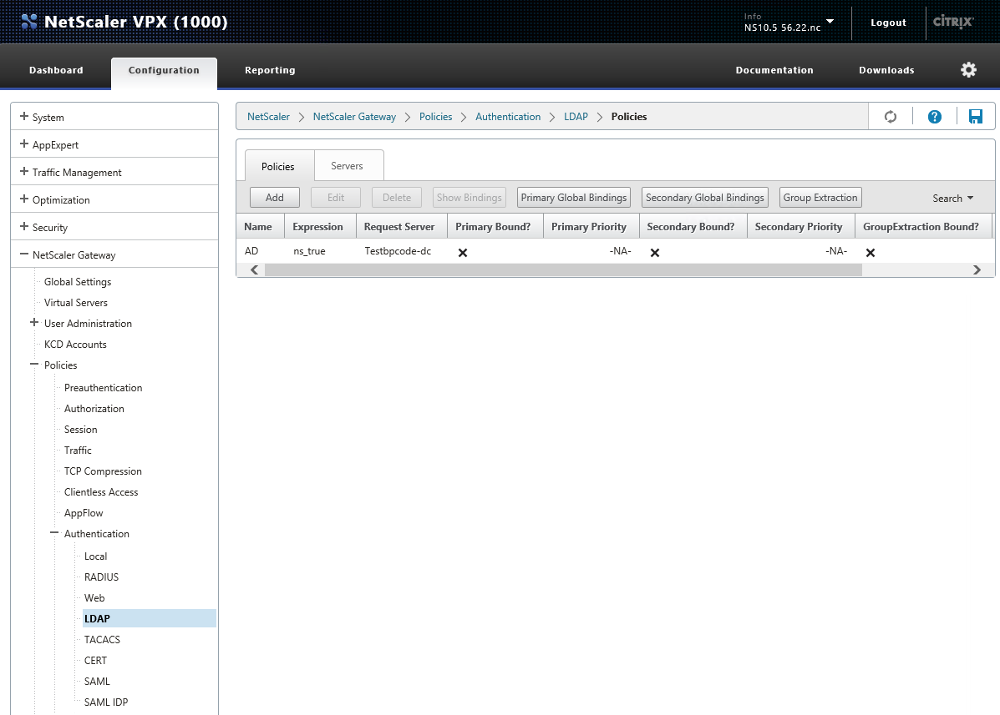 NetScaler VPX (1000)
Info
NS10.5 56.22.nc
Logout
CITRIX
Dashboard
Configuration
Reporting
Documentation
Downloads
System
AppExpert
Traffic Management
Optimization
Security
NetScaler Gateway
Global Settings
Virtual Servers
User Administration
KCD Accounts
Policies
Preauthentication
Authorization
Session
Traffic
TCP Compression
Clientless Access
AppFlow
Authentication
Local
RADIUS
Web
LDAP
TACACS
CERT
SAML
SAML IDP
NetScaler > NetScaler Gateway > Policies > Authentication > LDAP > Policies
Policies Servers
Add Edit Delete Show Bindings Primary Global Bindings Secondary Global Bindings Group Extraction Search
Name Expression Request Server Primary Bound? Primary Priority Secondary Bound? Secondary Priority GroupExtraction Bound?
AD ns_true Testbpcode-dc ✕ -NA- ✕ -NA- ✕